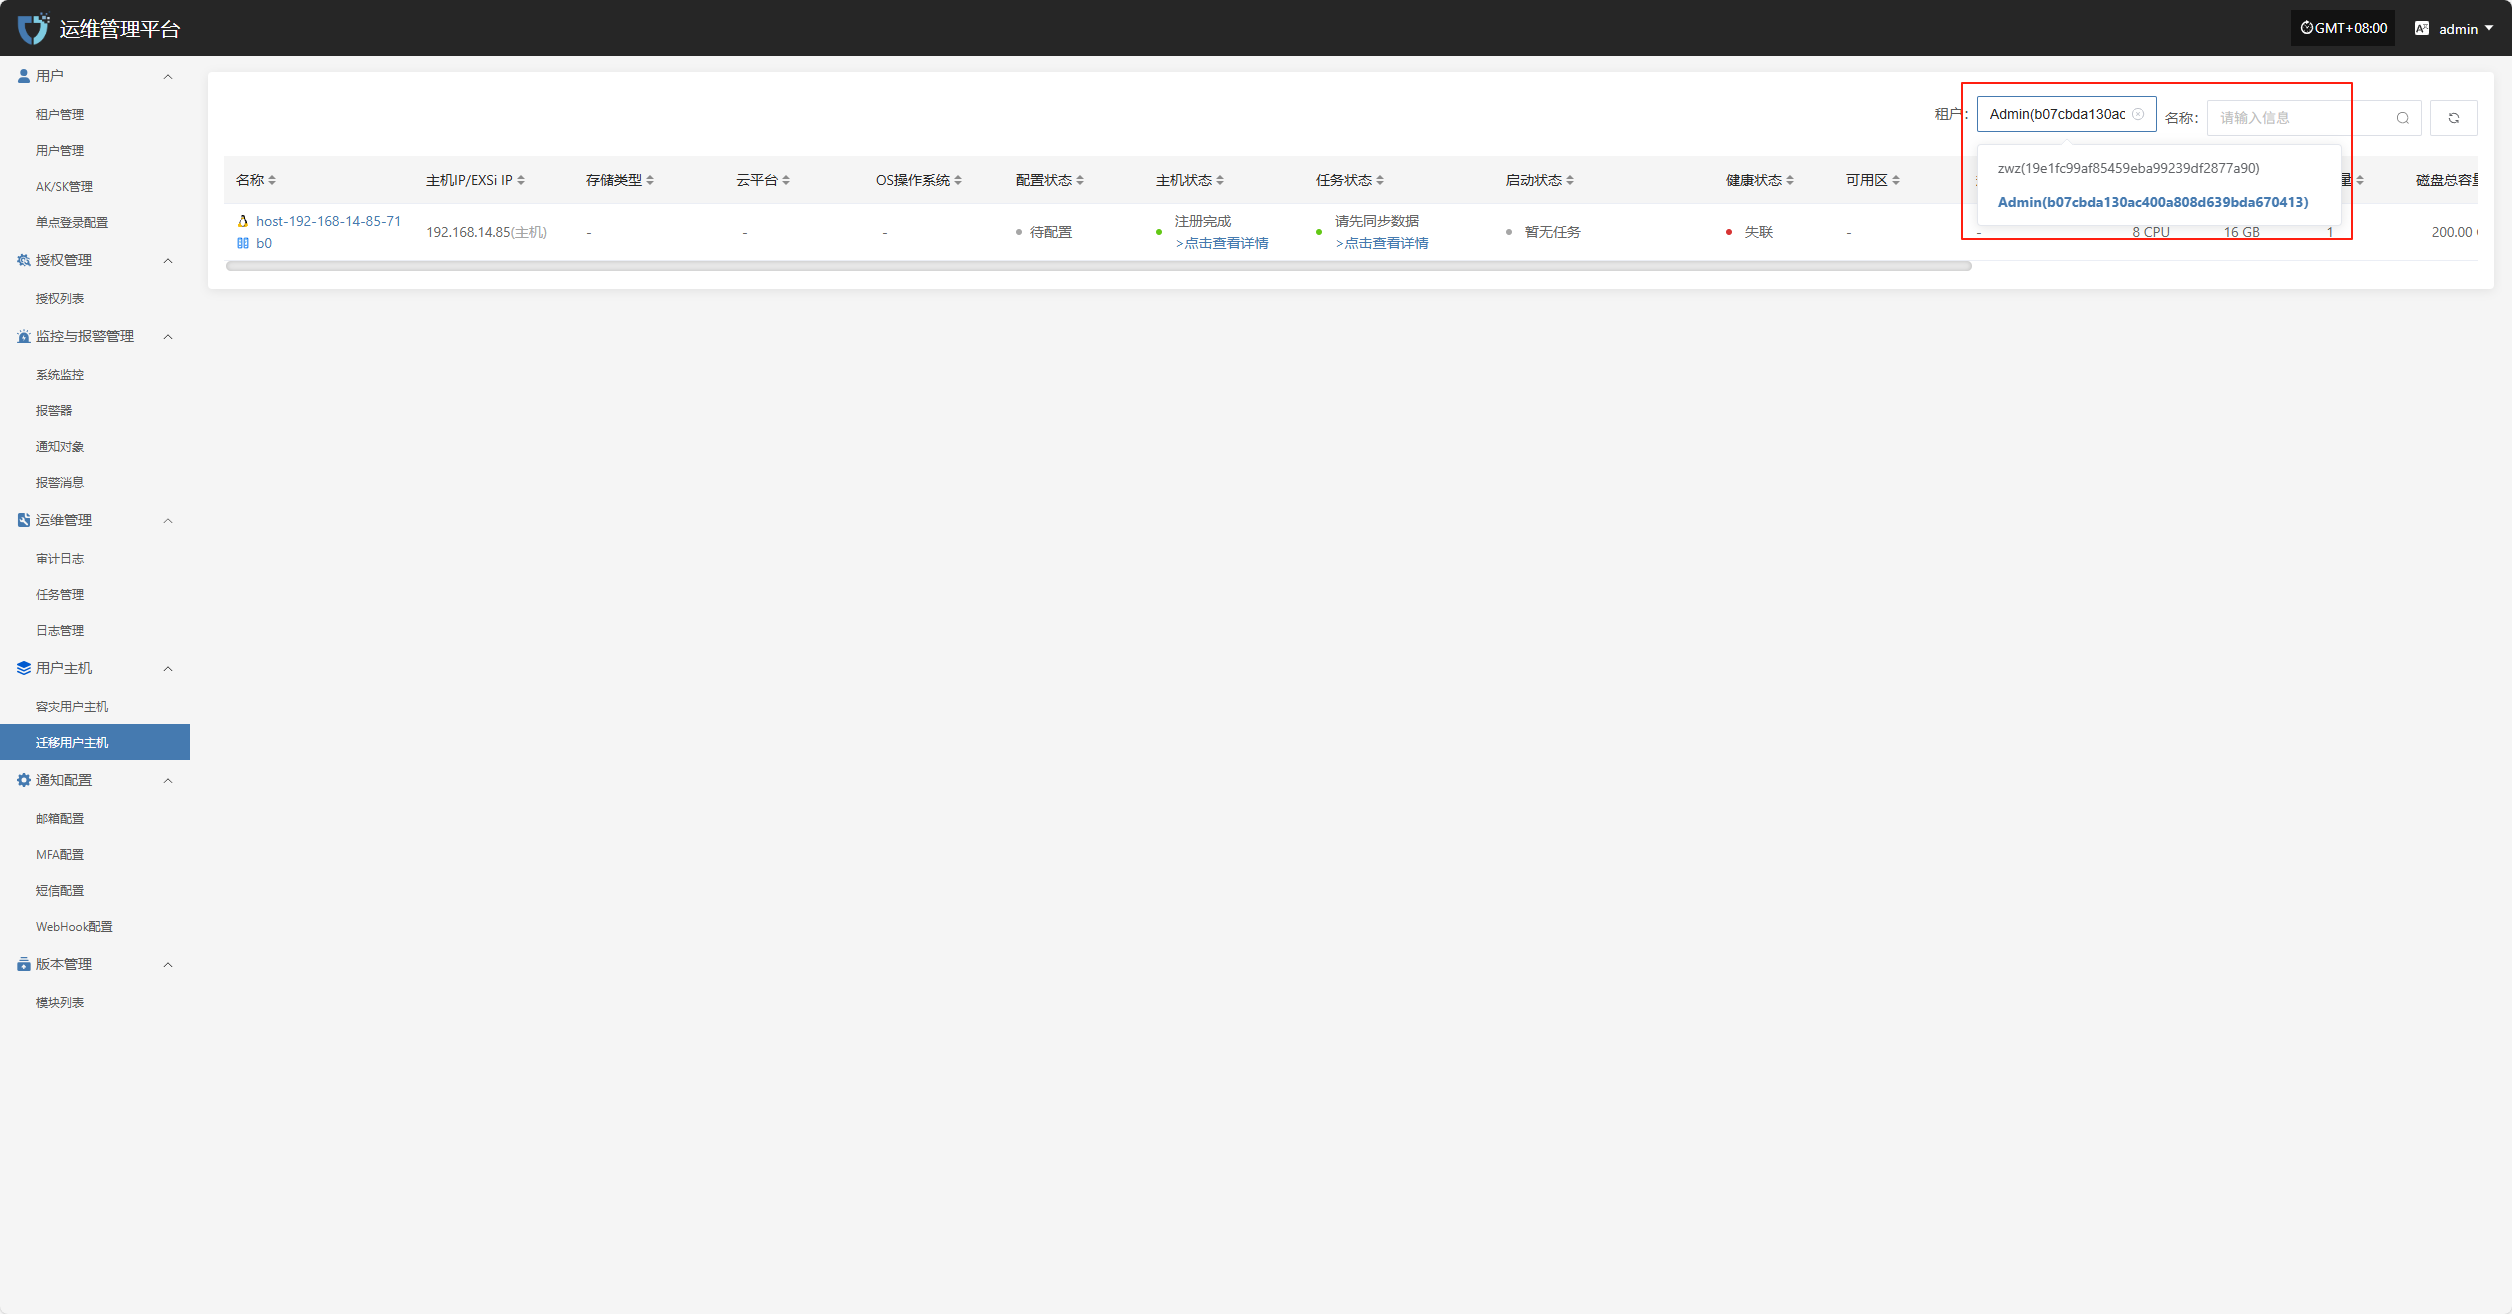 运维管理平台
GMT+08:00
admin
用户
租户管理
用户管理
AK/SK管理
单点登录配置
授权管理
授权列表
监控与报警管理
系统监控
报警器
通知对象
报警消息
运维管理
审计日志
任务管理
日志管理
用户主机
容灾用户主机
迁移用户主机
通知配置
邮箱配置
MFA配置
短信配置
WebHook配置
版本管理
模块列表
租户：
Admin(b07cbda130ac
名称：
请输入信息
zwz(19e1fc99af85459eba99239df2877a90)
Admin(b07cbda130ac400a808d639bda670413)
名称 主机IP/EXSi IP 存储类型 云平台 OS操作系统 配置状态 主机状态 任务状态 启动状态 健康状态 可用区 量 磁盘总容量
host-192-168-14-85-71
b0
192.168.14.85(主机) - - - 待配置
注册完成
>点击查看详情
请先同步数据
>点击查看详情
暂无任务 失联 - - 8 CPU 16 GB 1 200.00